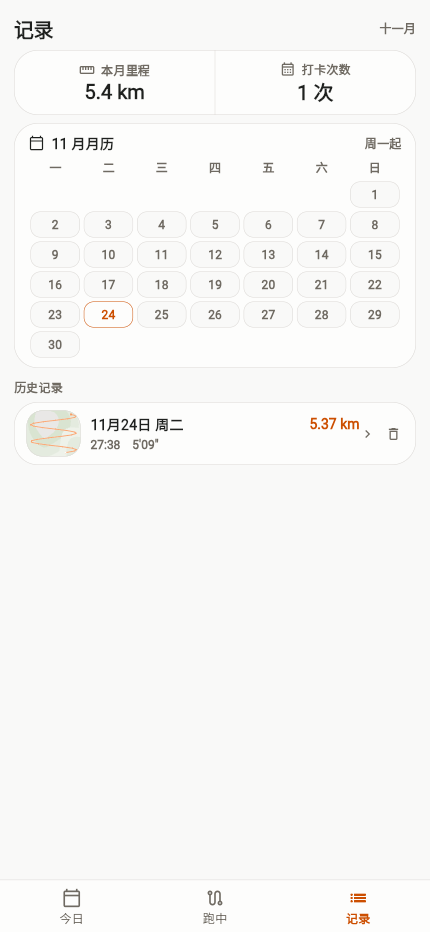 记录
十一月
本月里程
5.4 km
打卡次数
1 次
11 月月历
周一起
一 二 三 四 五 六 日
1
2 3 4 5 6 7 8
9 10 11 12 13 14 15
16 17 18 19 20 21 22
23 24 25 26 27 28 29
30
历史记录
11月24日 周二
5.37 km
27:38 5'09"
今日
跑中
记录